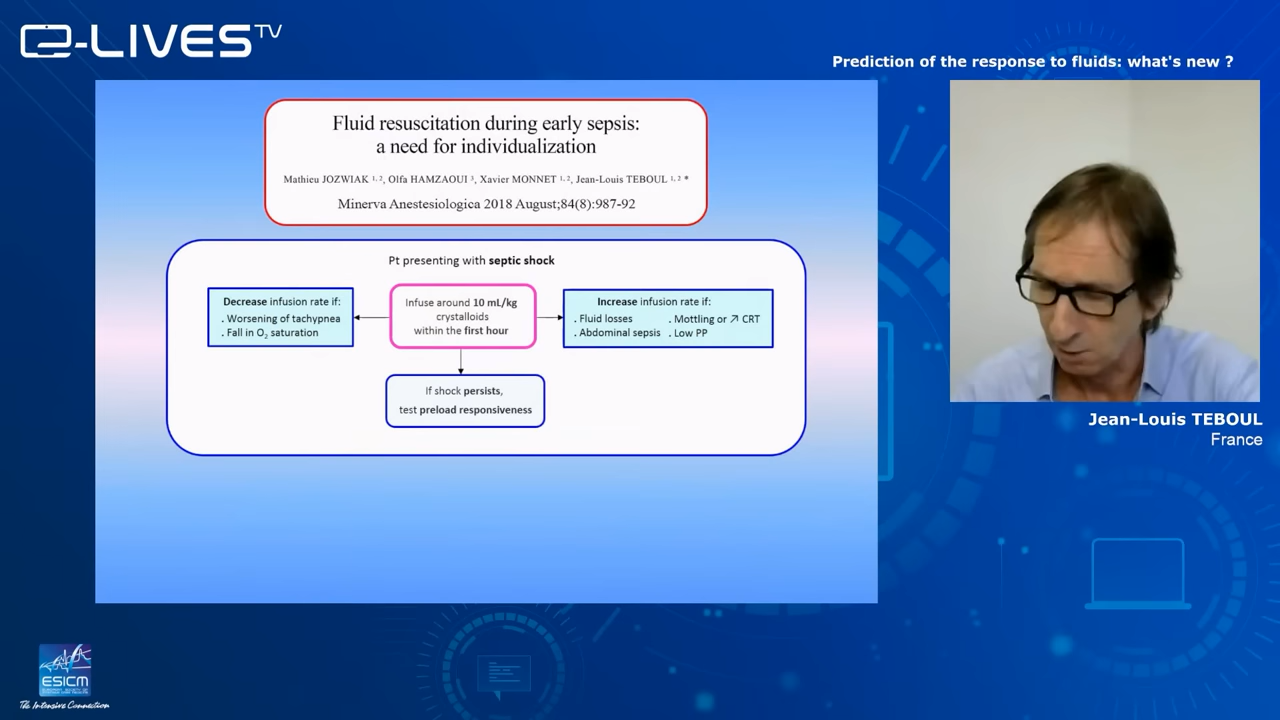 e-LIVES TV
Prediction of the response to fluids: what's new ?
Fluid resuscitation during early sepsis:
a need for individualization
Mathieu JOZWIAK 1, 2, Olfa HAMZAOUI 3, Xavier MONNET 1, 2, Jean-Louis TEBOUL 1, 2 *
Minerva Anestesiologica 2018 August;84(8):987-92
Pt presenting with septic shock
Decrease infusion rate if:
. Worsening of tachypnea
. Fall in O2 saturation
Infuse around 10 mL/kg
crystalloids
within the first hour
Increase infusion rate if:
. Fluid losses . Mottling or ↗ CRT
. Abdominal sepsis . Low PP
If shock persists,
test preload responsiveness
Jean-Louis TEBOUL
France
ESICM
The Intensive Connection